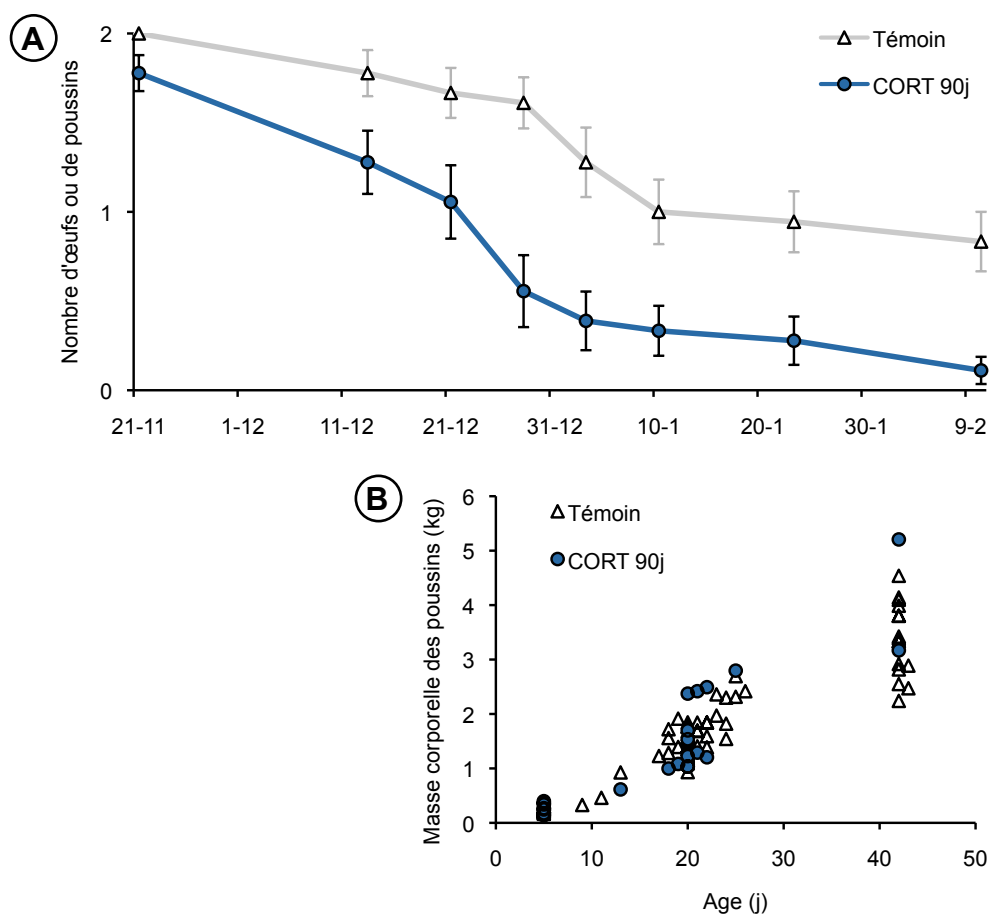 A
Nombre d'œufs ou de poussins
2
1
0
Témoin
CORT 90j
21-11 1-12 11-12 21-12 31-12 10-1 20-1 30-1 9-2
B
Masse corporelle des poussins (kg)
6
5
4
3
2
1
0
Témoin
CORT 90j
0 10 20 30 40 50
Age (j)